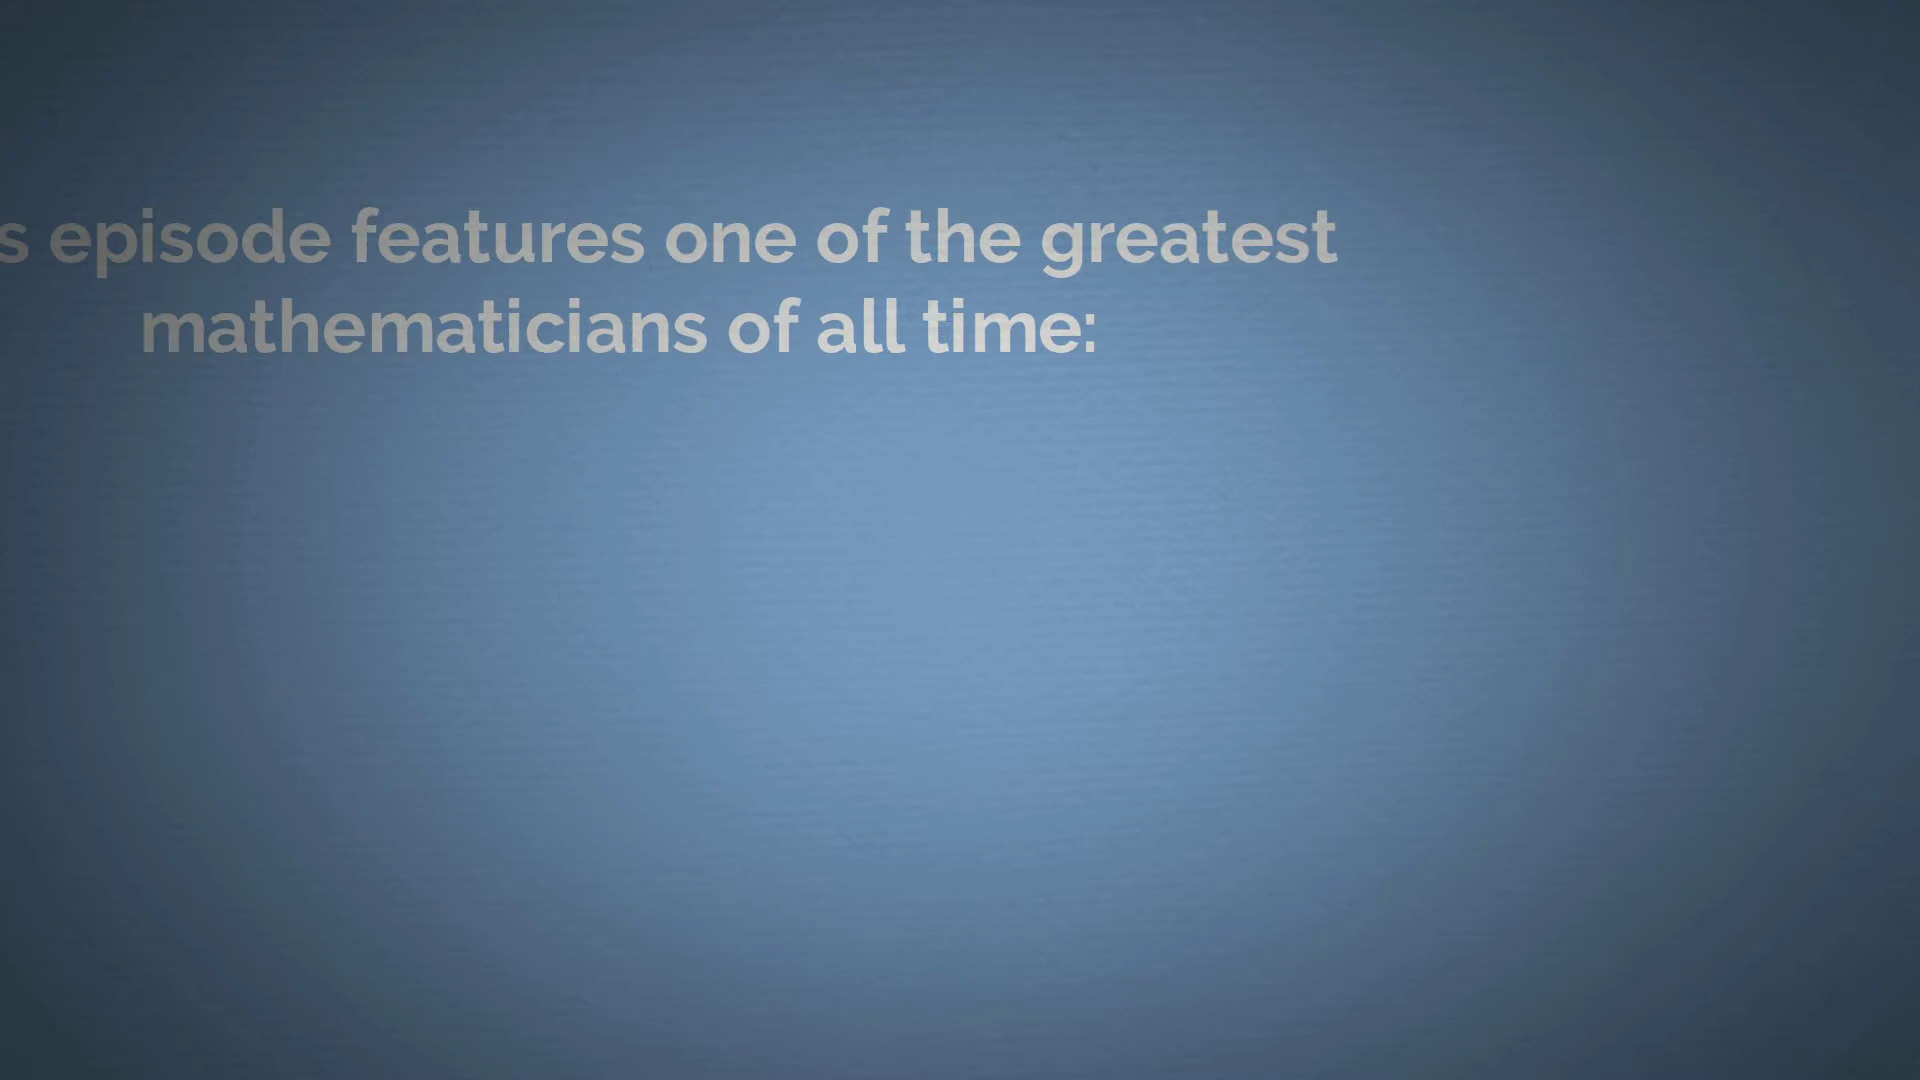 s episode features one of the greatest
mathematicians of all time: